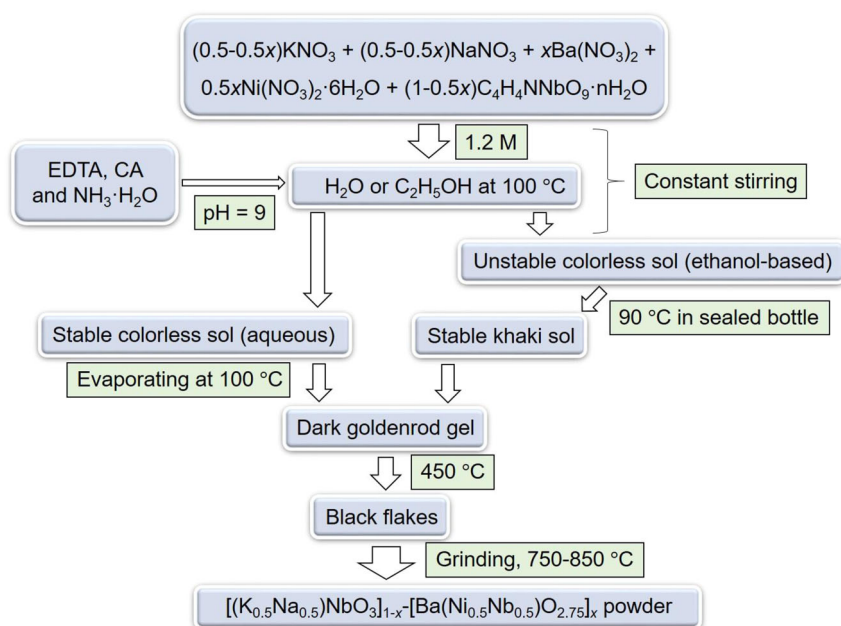 (0.5-0.5x)KNO₃ + (0.5-0.5x)NaNO₃ + xBa(NO₃)₂ +
0.5xNi(NO₃)₂·6H₂O + (1-0.5x)C₄H₄NNbO₉·nH₂O
1.2 M
EDTA, CA
and NH₃·H₂O
pH = 9
H₂O or C₂H₅OH at 100 °C
Constant stirring
Unstable colorless sol (ethanol-based)
90 °C in sealed bottle
Stable colorless sol (aqueous)
Stable khaki sol
Evaporating at 100 °C
Dark goldenrod gel
450 °C
Black flakes
Grinding, 750-850 °C
[(K₀.₅Na₀.₅)NbO₃]₁₋ₓ-[Ba(Ni₀.₅Nb₀.₅)O₂.₇₅]ₓ powder